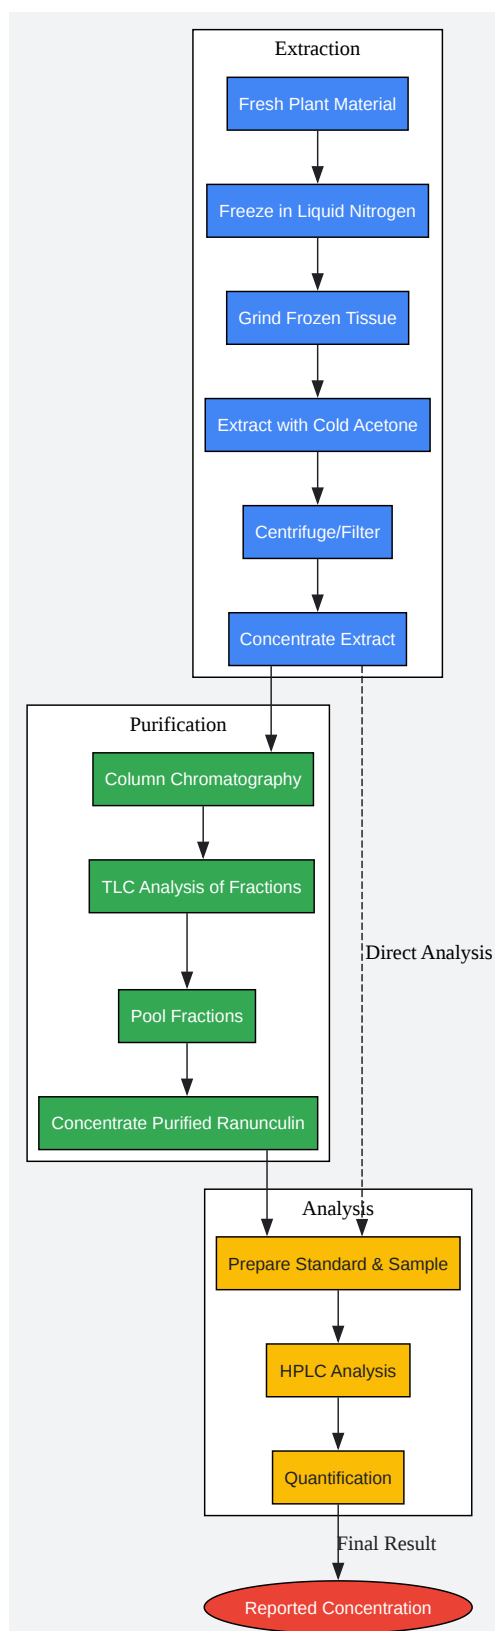 Extraction
Fresh Plant Material
Freeze in Liquid Nitrogen
Grind Frozen Tissue
Extract with Cold Acetone
Centrifuge/Filter
Concentrate Extract
Purification
Column Chromatography
TLC Analysis of Fractions
Direct Analysis
Pool Fractions
Concentrate Purified Ranunculin
Analysis
Prepare Standard & Sample
HPLC Analysis
Quantification
Final Result
Reported Concentration